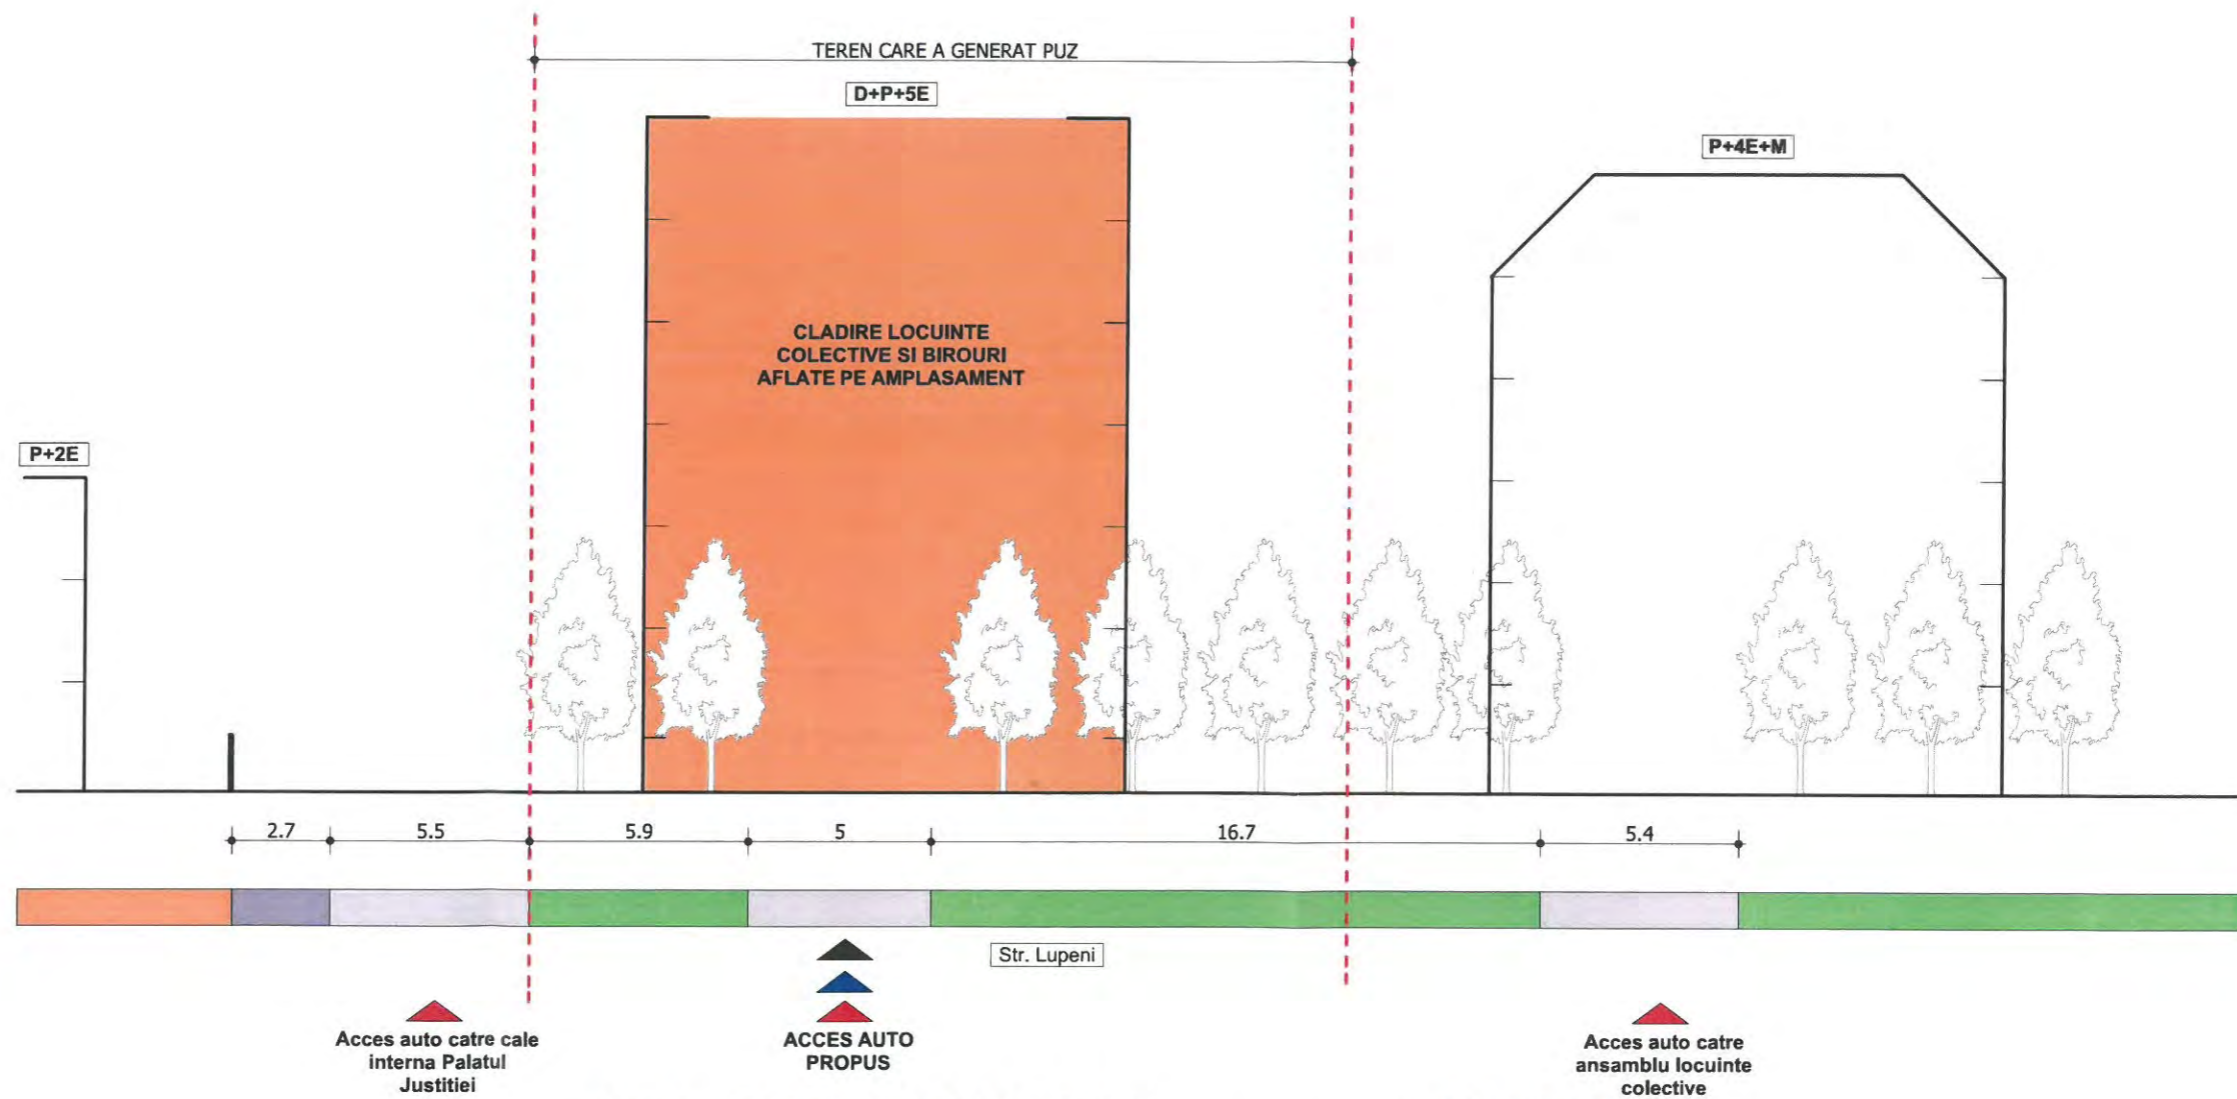 TEREN CARE A GENERAT PUZ
D+P+5E
P+4E+M
CLADIRE LOCUINTE
COLECTIVE SI BIROURI
AFLATE PE AMPLASAMENT
P+2E
2.7
5.5
5.9
5
16.7
5.4
Str. Lupeni
Acces auto catre cale
interna Palatul
Justitiei
ACCES AUTO
PROPUS
Acces auto catre
ansamblu locuinte
colective